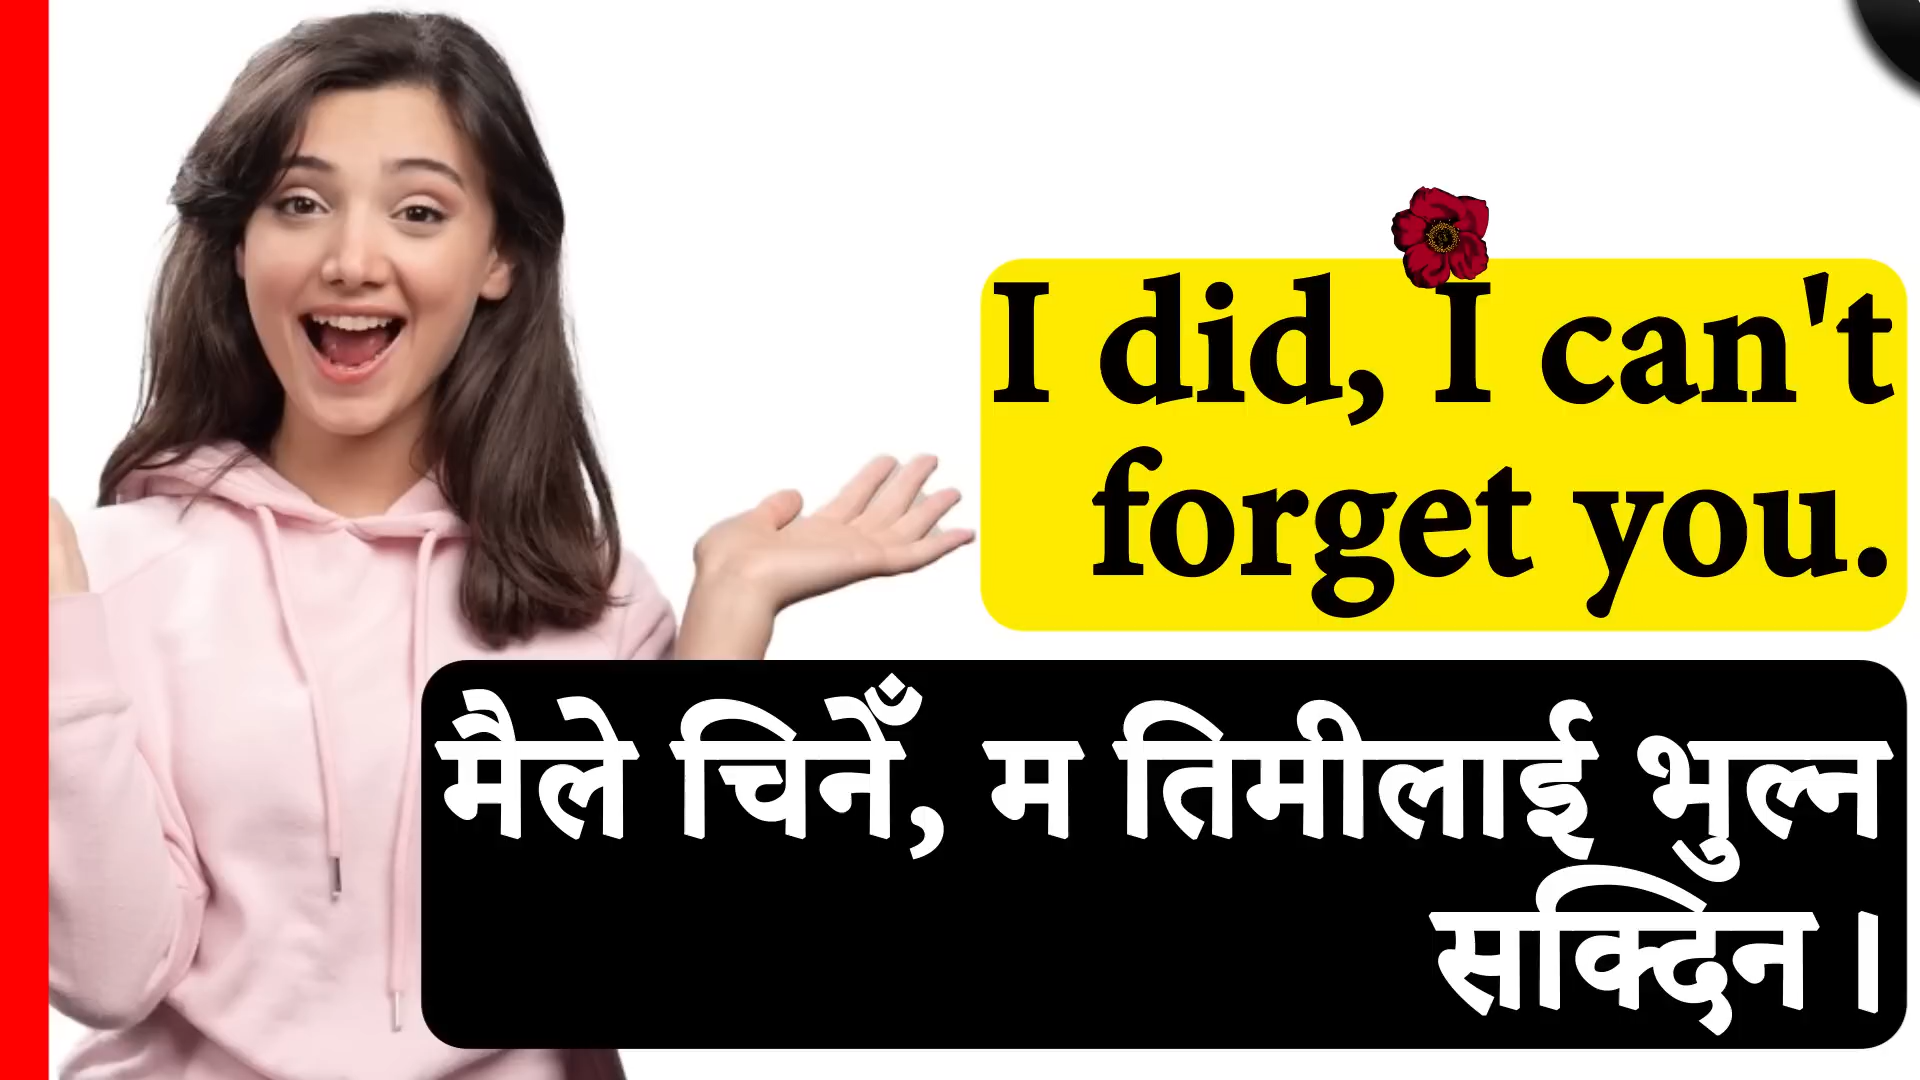 I did, I can't
forget you.
मैले चिनेँ, म तिमीलाई भुल्न
सक्दिन ।